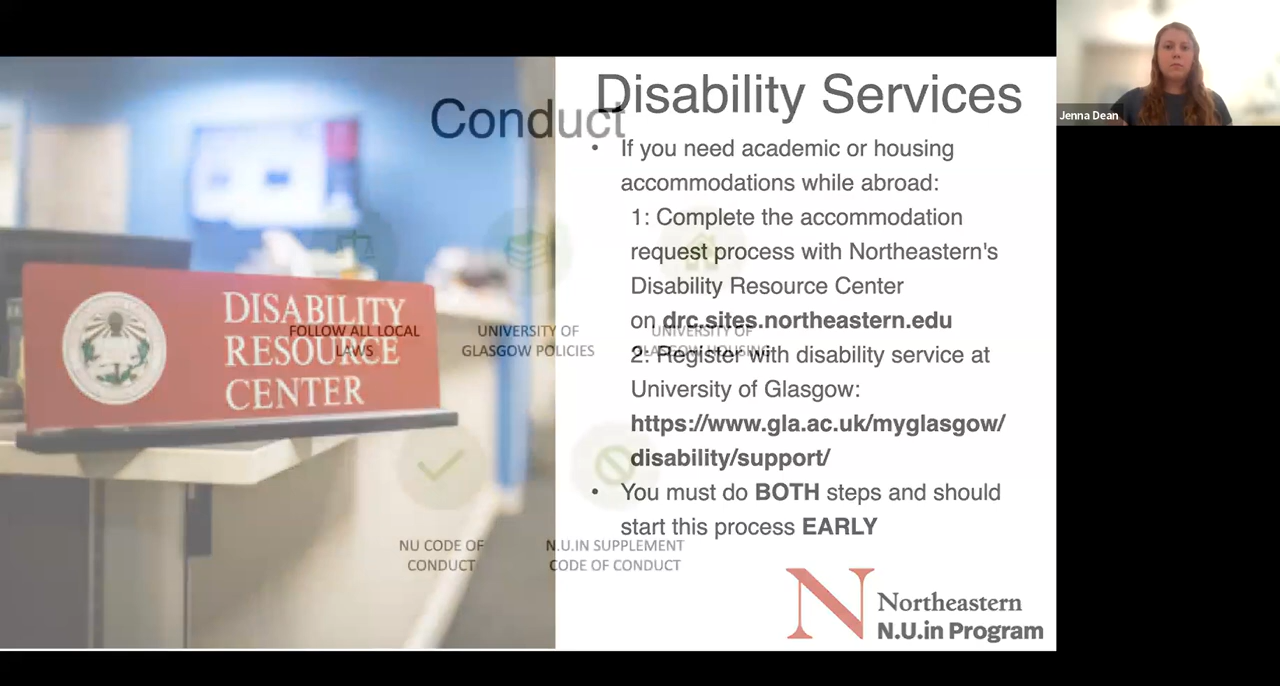 Disability Services
• If you need academic or housing
accommodations while abroad:
1: Complete the accommodation
request process with Northeastern's
Disability Resource Center
on drc.sites.northeastern.edu
2: Register with disability service at
University of Glasgow:
https://www.gla.ac.uk/myglasgow/
disability/support/
• You must do BOTH steps and should
start this process EARLY
Northeastern
N.U.in Program
Conduct
FOLLOW ALL LOCAL
LAWS
UNIVERSITY OF
GLASGOW POLICIES
UNIVERSITY OF
GLASGOW HOUSING
NU CODE OF
CONDUCT
N.U.IN SUPPLEMENT
CODE OF CONDUCT
DISABILITY
RESOURCE
CENTER
Jenna Dean